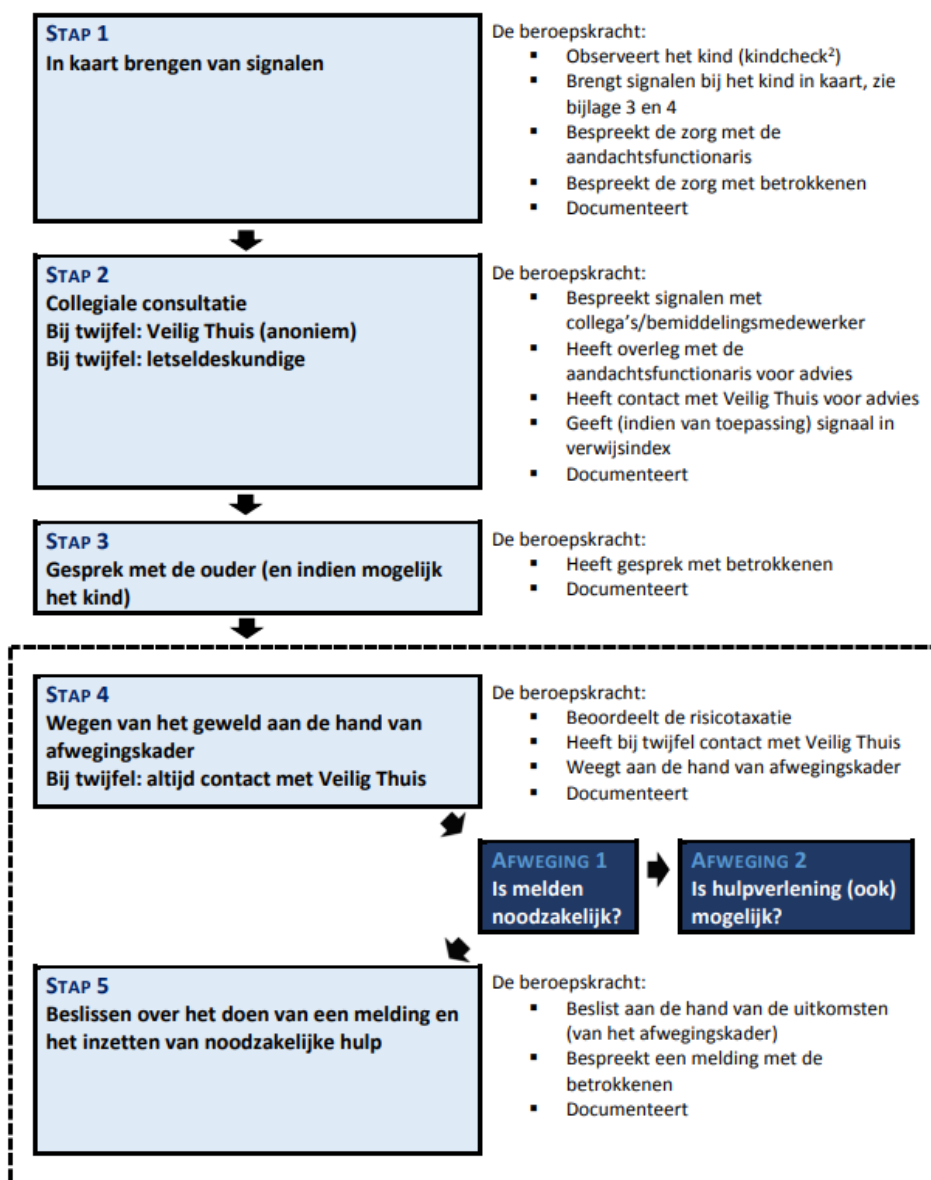 STAP 1
In kaart brengen van signalen
De beroepskracht:
▪ Observeert het kind (kindcheck²)
▪ Brengt signalen bij het kind in kaart, zie
bijlage 3 en 4
▪ Bespreekt de zorg met de
aandachtsfunctionaris
▪ Bespreekt de zorg met betrokkenen
▪ Documenteert
STAP 2
Collegiale consultatie
Bij twijfel: Veilig Thuis (anoniem)
Bij twijfel: letseldeskundige
De beroepskracht:
▪ Bespreekt signalen met
collega's/bemiddelingsmedewerker
▪ Heeft overleg met de
aandachtsfunctionaris voor advies
▪ Heeft contact met Veilig Thuis voor advies
▪ Geeft (indien van toepassing) signaal in
verwijsindex
▪ Documenteert
STAP 3
Gesprek met de ouder (en indien mogelijk
het kind)
De beroepskracht:
▪ Heeft gesprek met betrokkenen
▪ Documenteert
STAP 4
Wegen van het geweld aan de hand van
afwegingskader
Bij twijfel: altijd contact met Veilig Thuis
De beroepskracht:
▪ Beoordeelt de risicotaxatie
▪ Heeft bij twijfel contact met Veilig Thuis
▪ Weegt aan de hand van afwegingskader
▪ Documenteert
AFWEGING 1
Is melden
noodzakelijk?
AFWEGING 2
Is hulpverlening (ook)
mogelijk?
STAP 5
Beslissen over het doen van een melding en
het inzetten van noodzakelijke hulp
De beroepskracht:
▪ Beslist aan de hand van de uitkomsten
(van het afwegingskader)
▪ Bespreekt een melding met de
betrokkenen
▪ Documenteert